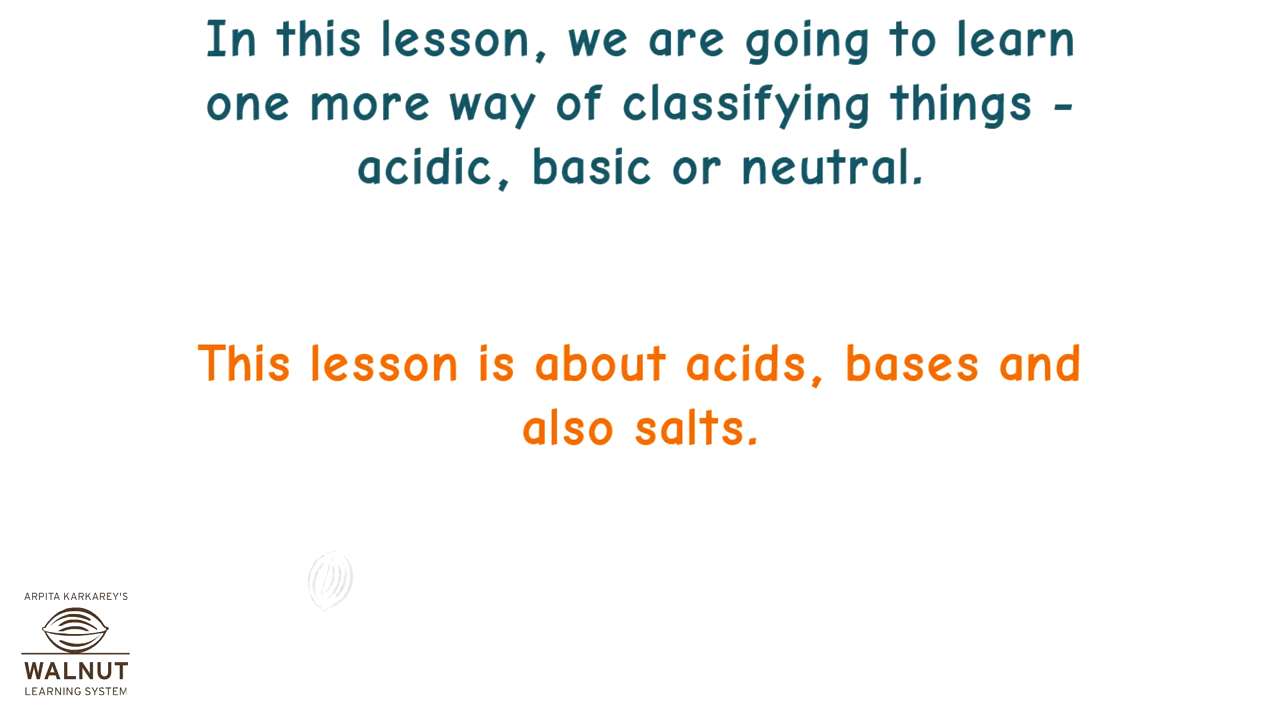 In this lesson, we are going to learn
one more way of classifying things -
acidic, basic or neutral.
This lesson is about acids, bases and
also salts.
ARPITA KARKAREY'S
WALNUT
LEARNING SYSTEM